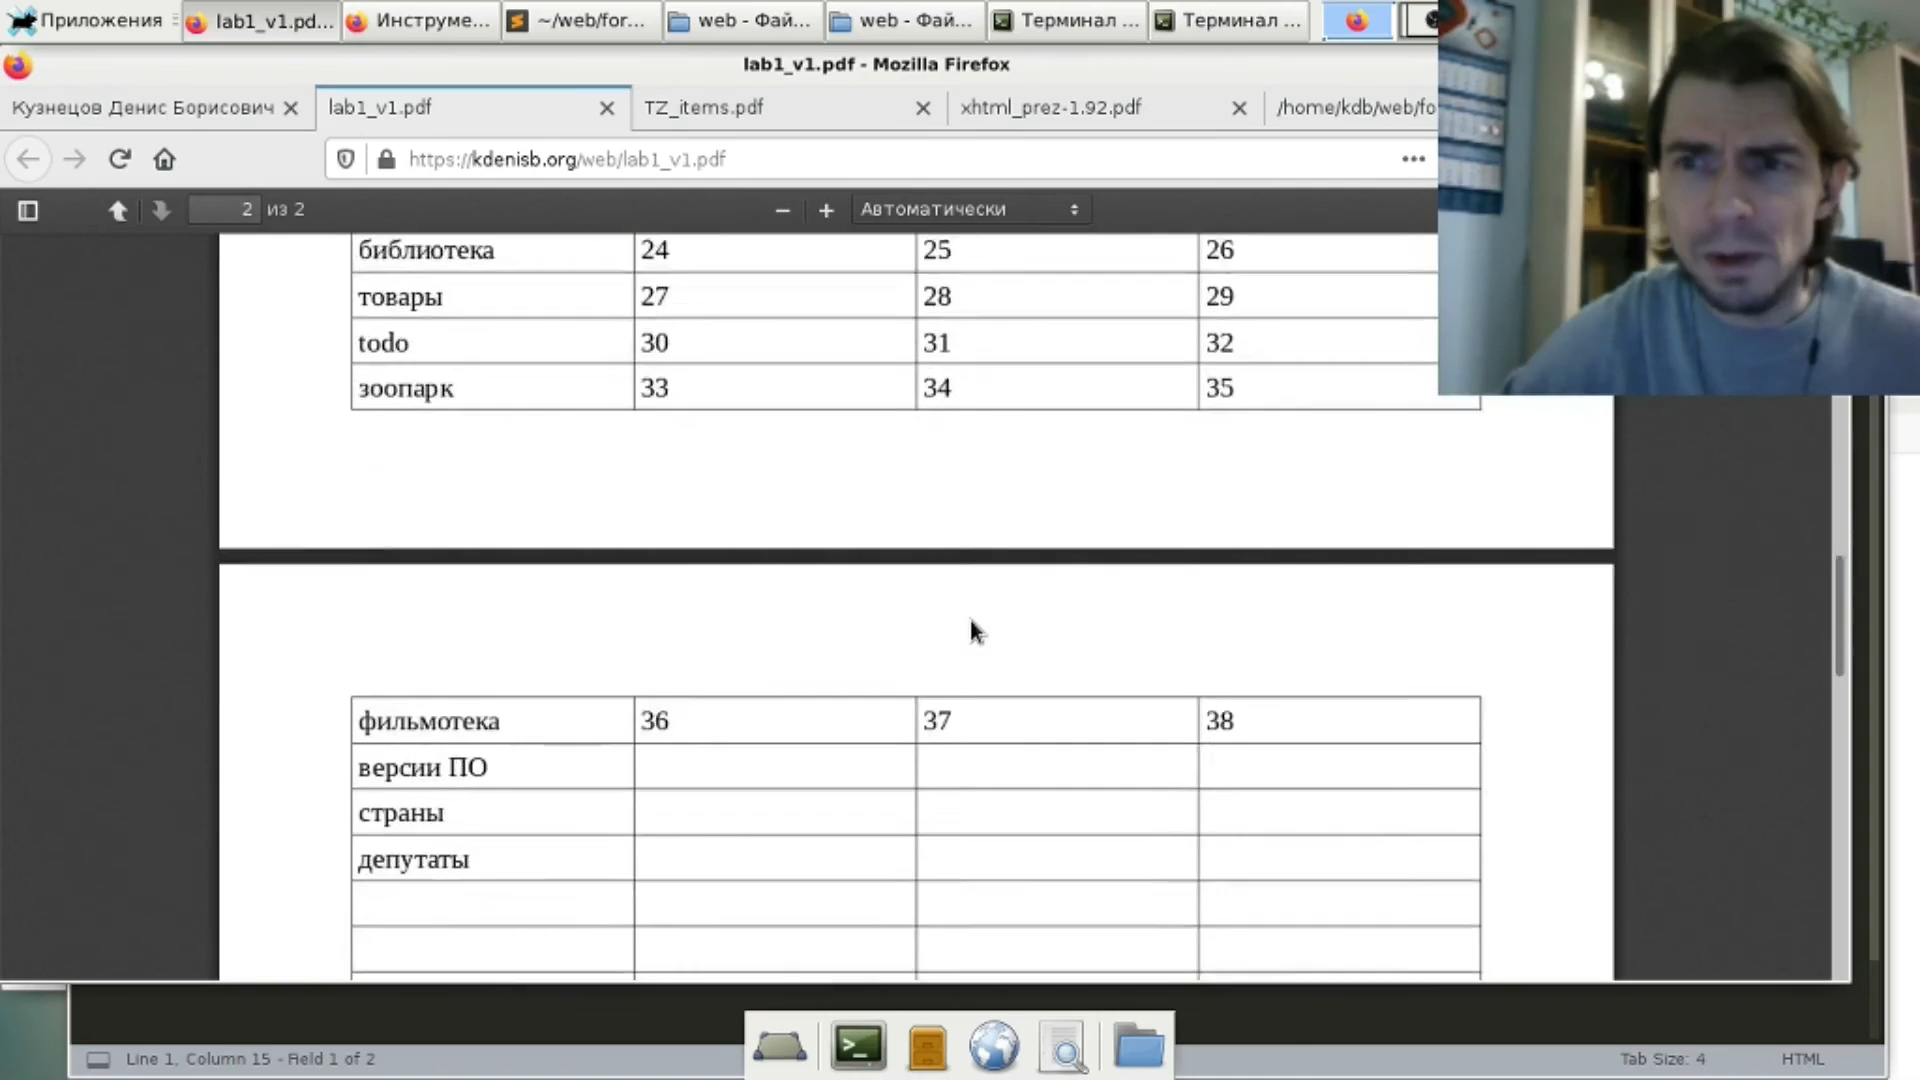 Приложения
lab1_v1.pd...
Инструме...
~/web/for...
web - Фай...
web - Фай...
Терминал ...
Терминал ...
lab1_v1.pdf - Mozilla Firefox
Кузнецов Денис Борисович
lab1_v1.pdf
TZ_items.pdf
xhtml_prez-1.92.pdf
/home/kdb/web/fo
https://kdenisb.org/web/lab1_v1.pdf
2 из 2
Автоматически
библиотека 24 25 26
товары 27 28 29
todo 30 31 32
зоопарк 33 34 35
фильмотека 36 37 38
версии ПО
страны
депутаты
Line 1, Column 15 - Field 1 of 2
Tab Size: 4
HTML